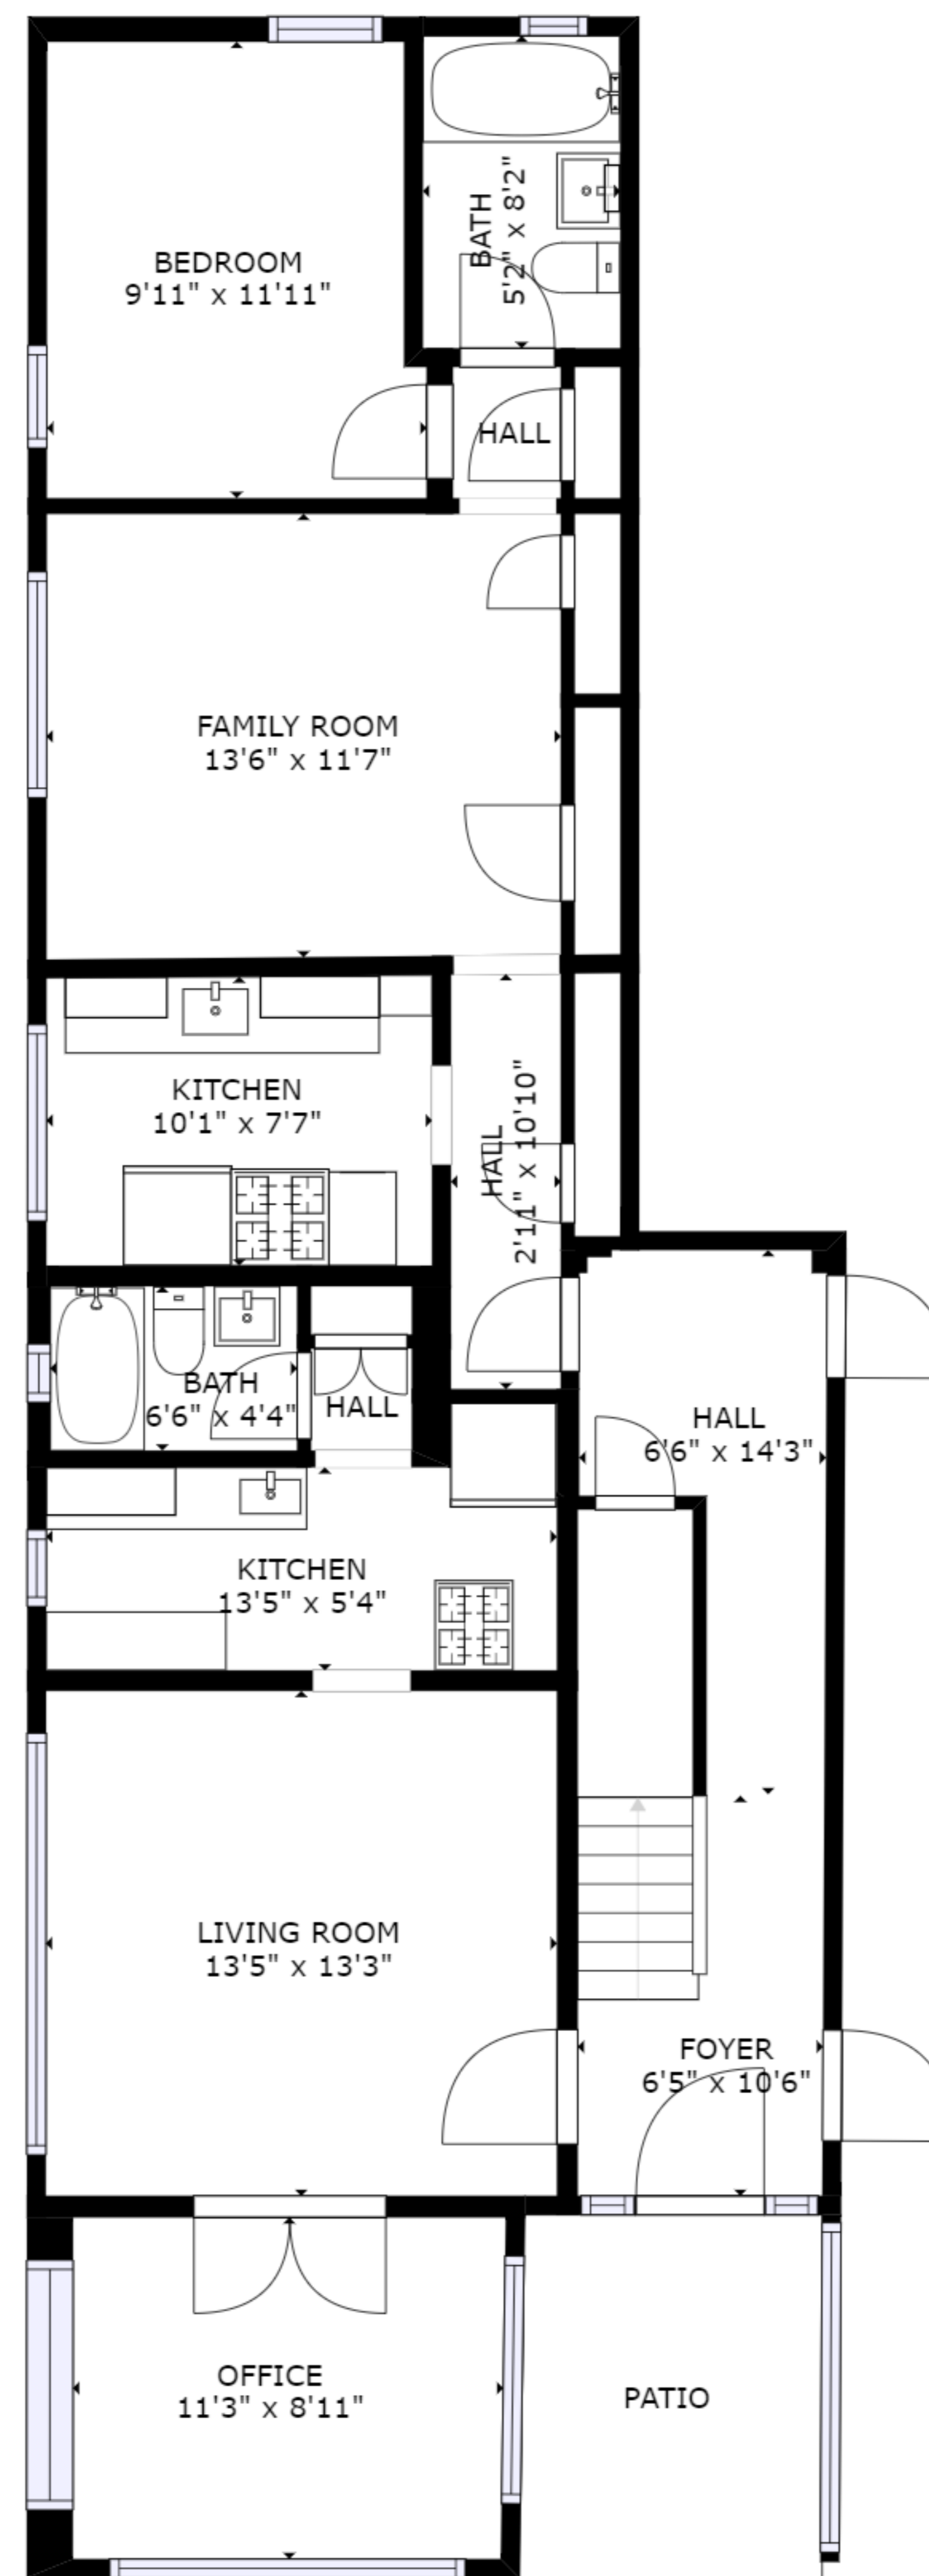 BATH
5'2" x 8'2"
BEDROOM
9'11" x 11'11"
HALL
FAMILY ROOM
13'6" x 11'7"
KITCHEN
10'1" x 7'7"
HALL
2'11" x 10'10"
BATH
6'6" x 4'4"
HALL
HALL
6'6" x 14'3"
KITCHEN
13'5" x 5'4"
LIVING ROOM
13'5" x 13'3"
FOYER
6'5" x 10'6"
OFFICE
11'3" x 8'11"
PATIO